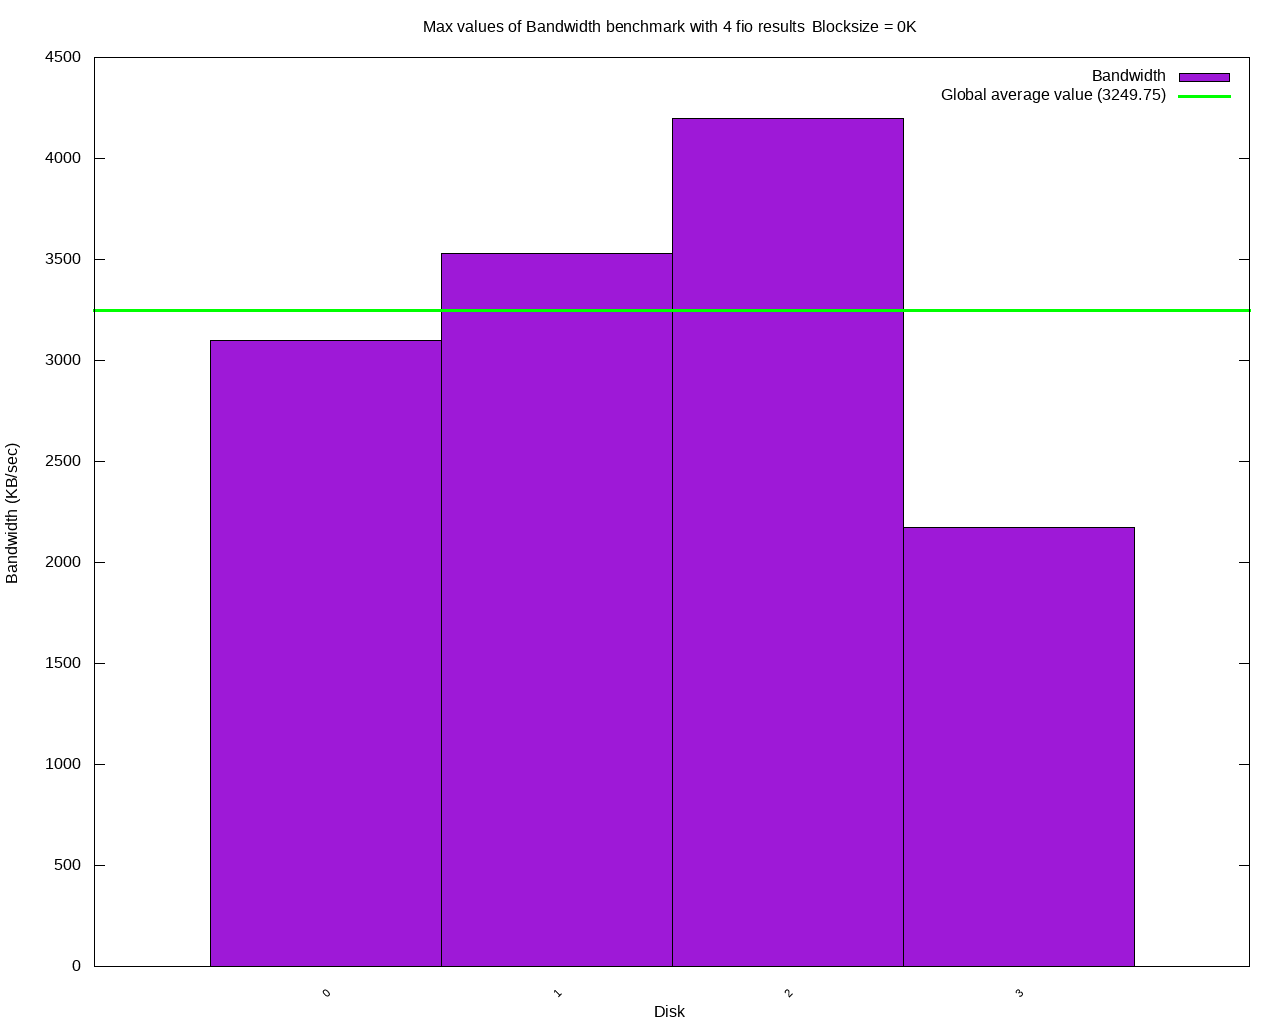 Max values of Bandwidth benchmark with 4 fio results Blocksize = 0K
Bandwidth
Global average value (3249.75)
4500
4000
3500
3000
2500
2000
1500
1000
500
0
Bandwidth (KB/sec)
0 1 2 3
Disk